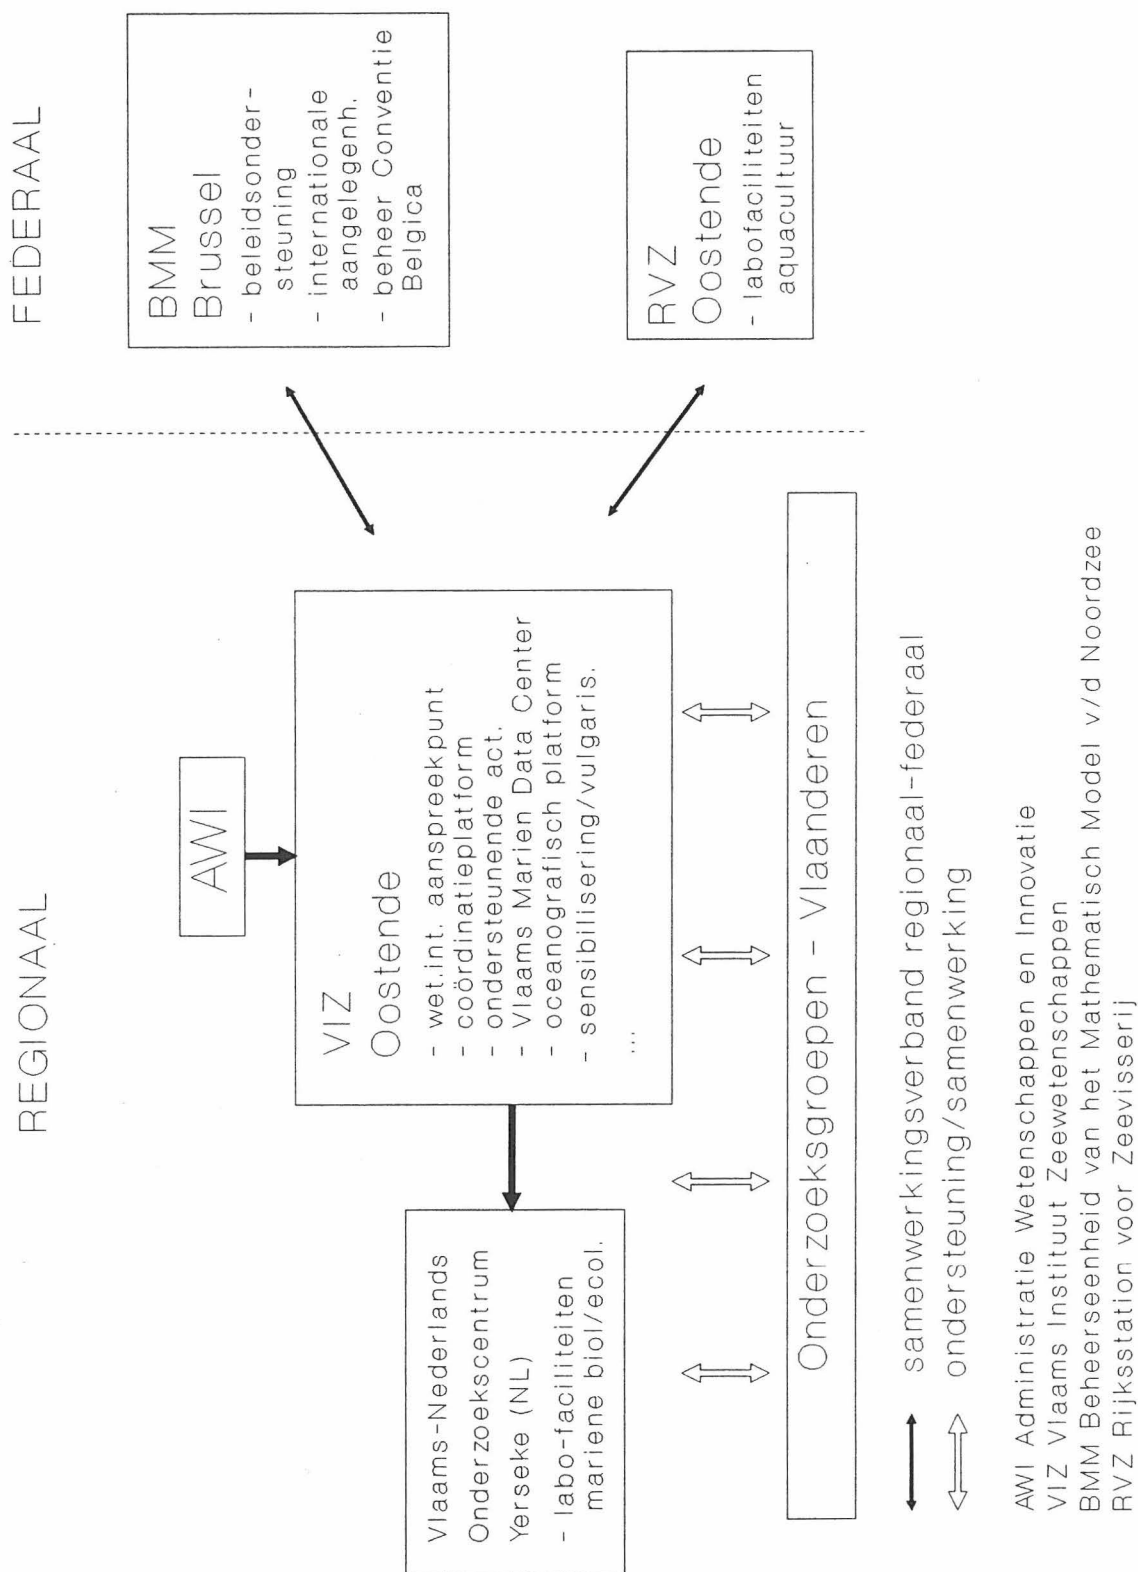 REGIONAAL
FEDERAAL
AWI
VIZ
Oostende
- wet.int. aanspreekpunt
- coördinatieplatform
- ondersteunende act.
- Vlaams Marien Data Center
- oceanografisch platform
- sensibilisering/vulgaris.
....
BMM
Brussel
- beleidsonder-
steuning
- internationale
aangelegenh.
- beheer Conventie
Belgica
RVZ
Oostende
- labofaciliteiten
aquacultuur
Vlaams-Nederlands
Onderzoekscentrum
Yerseke (NL)
- labo-faciliteiten
mariene biol/ecol.
Onderzoeksgroepen - Vlaanderen
samenwerkingsverband regionaal-federaal
ondersteuning/samenwerking
AWI Administratie Wetenschappen en Innovatie
VIZ Vlaams Instituut Zeewetenschappen
BMM Beheerseenheid van het Mathematisch Model v/d Noordzee
RVZ Rijksstation voor Zeevisserij